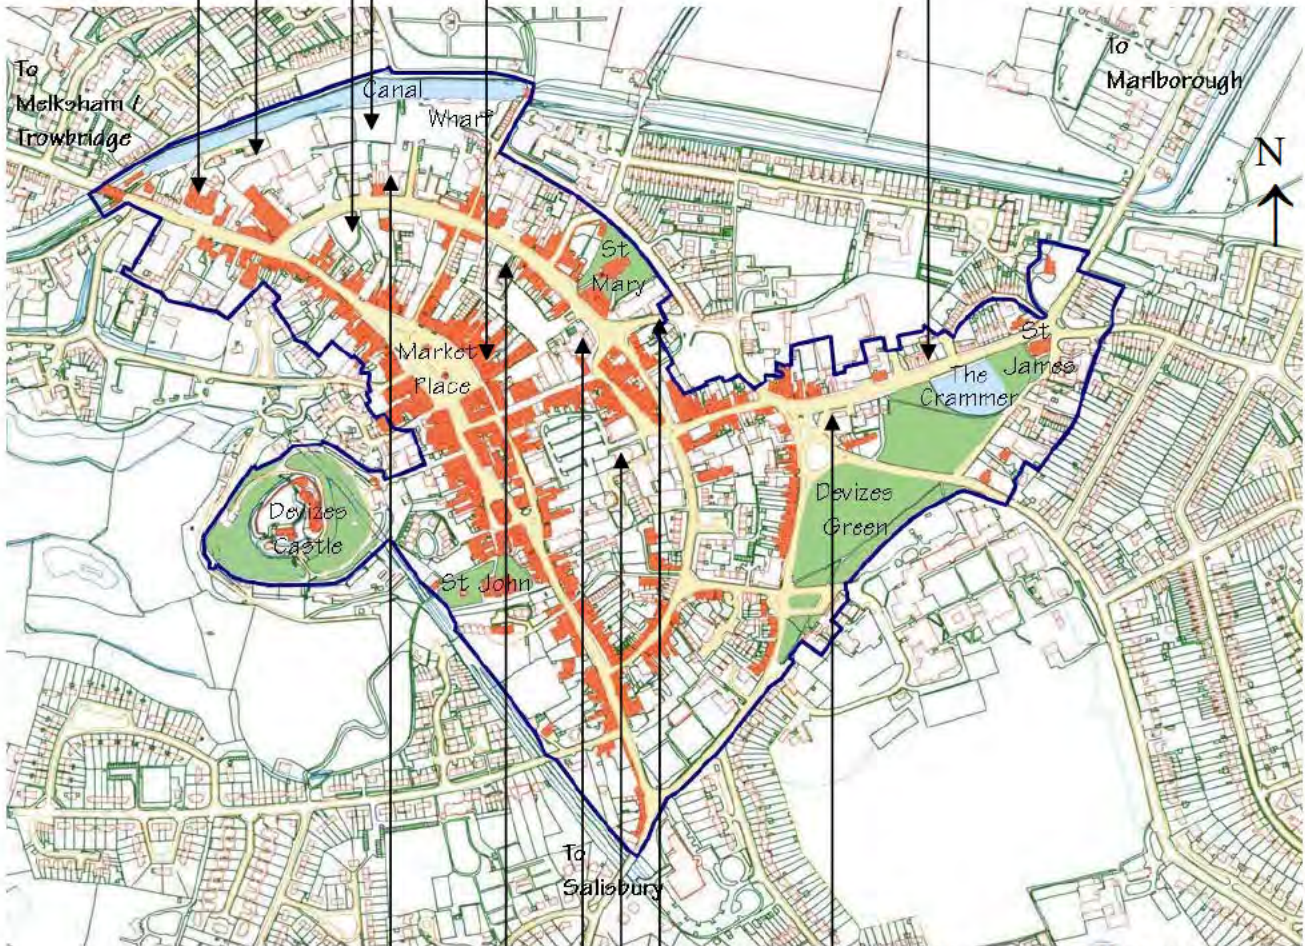 To
Melksham /
Trowbridge
Canal
Wharf
To
Marlborough
N
St
Mary
Market
Place
St
James
The
Crammer
Devizes
Green
Devizes
Castle
St John
To
Salisbury